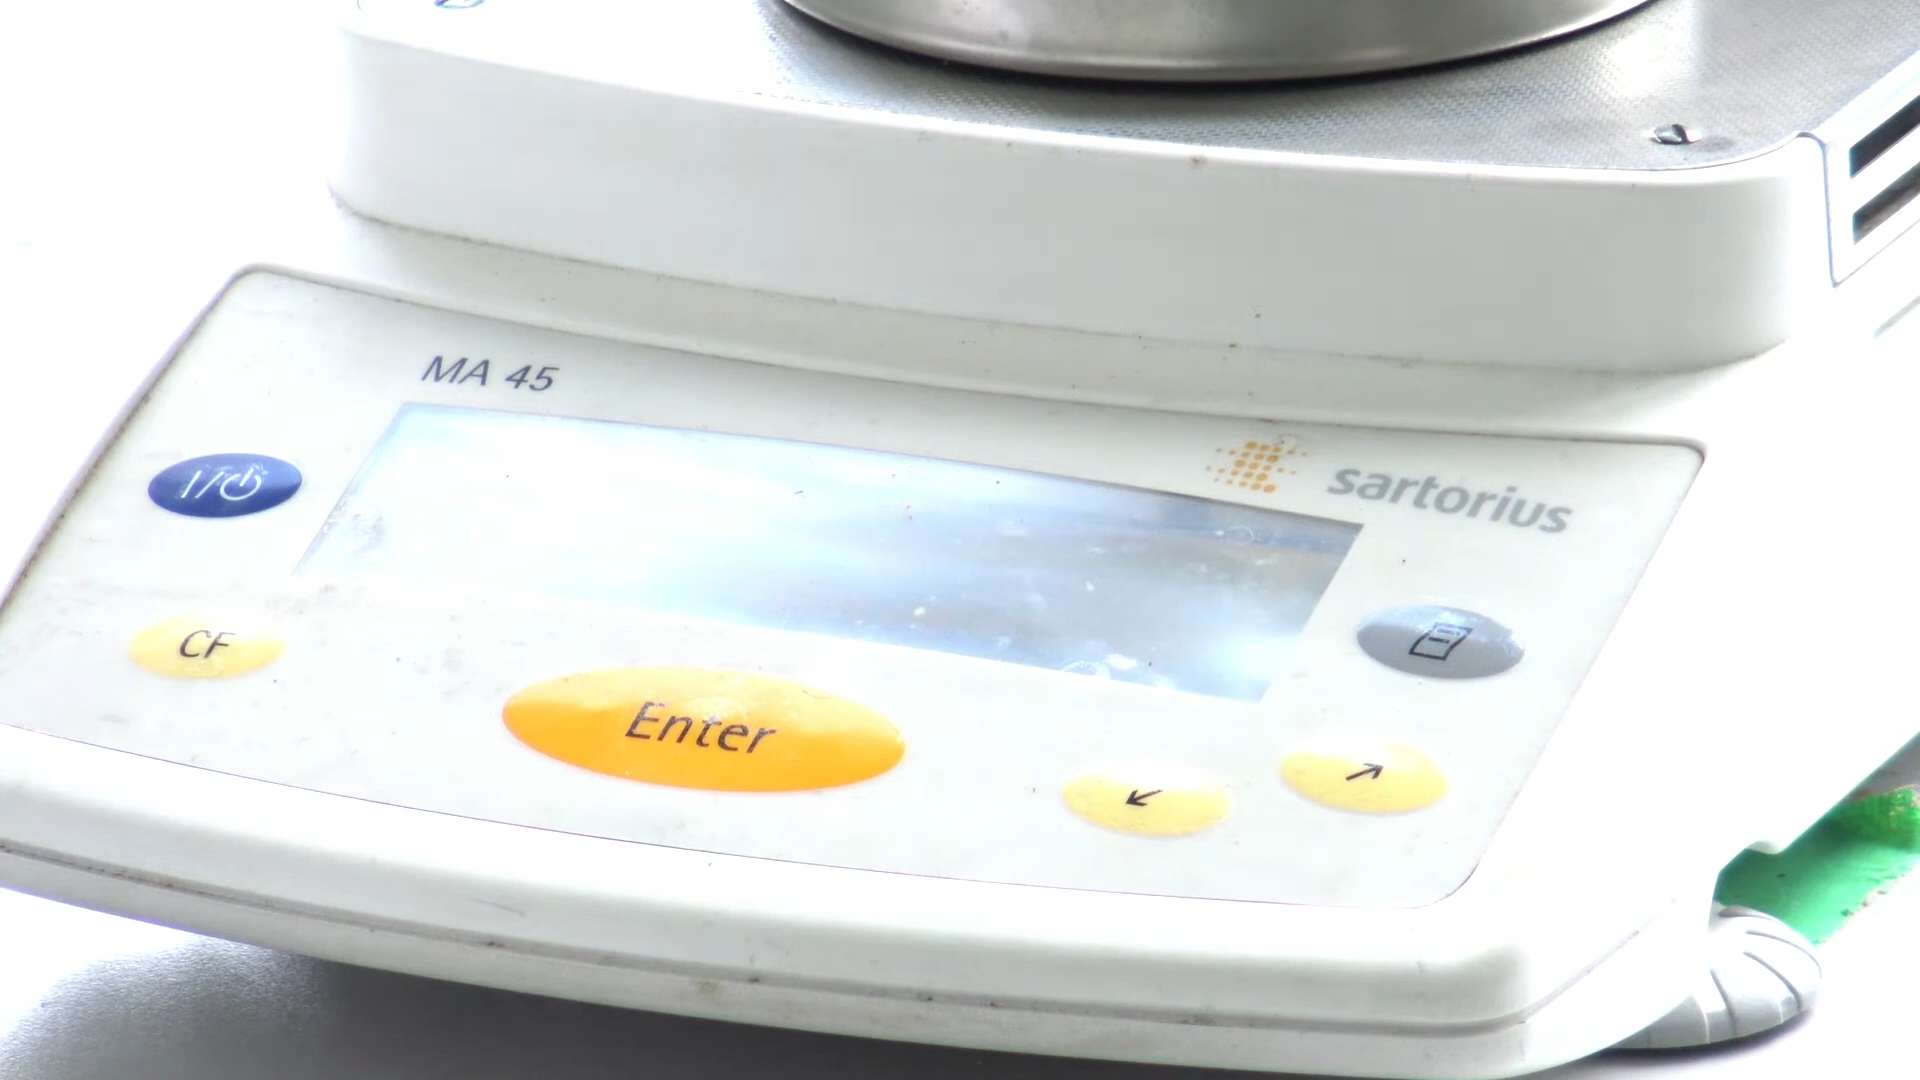 MA 45
sartorius
I/⏻
CF
Enter
↙
↗